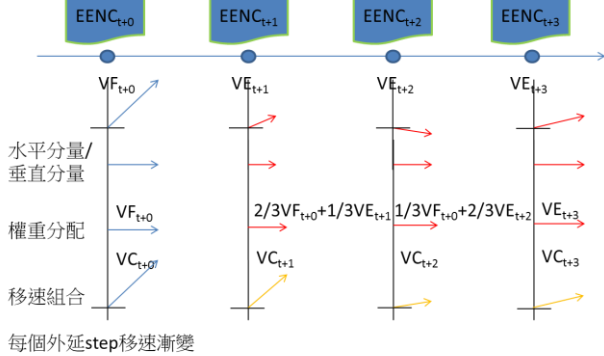 EENCt+0 EENCt+1 EENCt+2 EENCt+3
VFt+0 VEt+1 VEt+2 VEt+3
水平分量/
垂直分量
VFt+0 2/3VFt+0+1/3VEt+1 1/3VFt+0+2/3VEt+2 VEt+3
權重分配
VCt+0 VCt+1 VCt+2 VCt+3
移速組合
每個外延step移速漸變